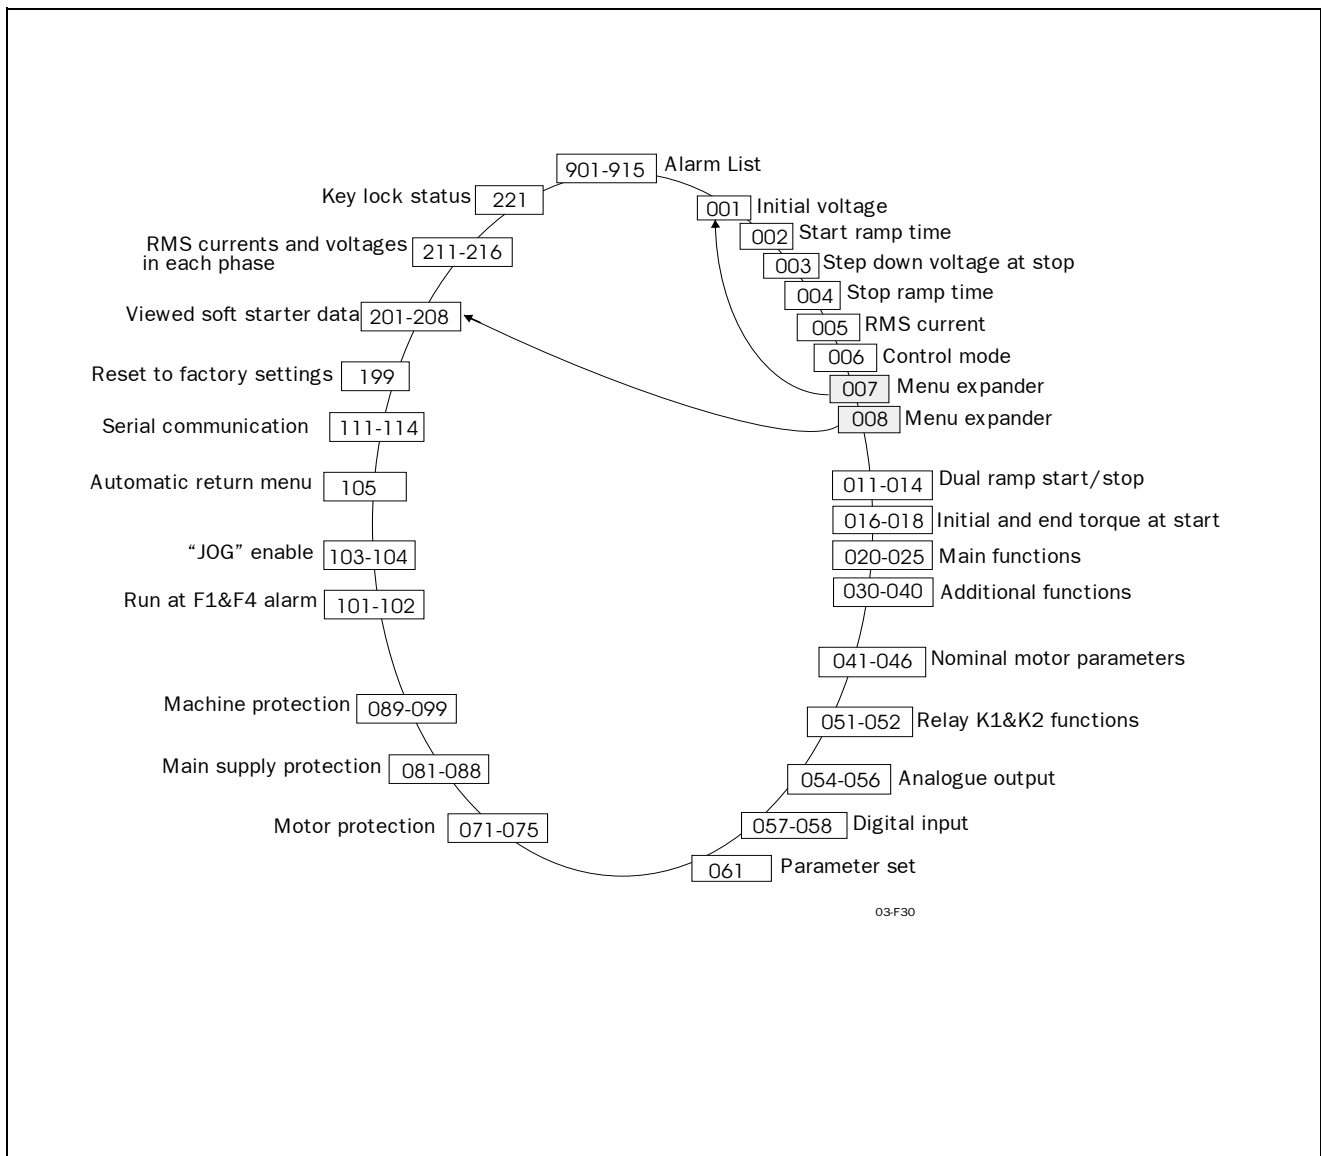 901-915 Alarm List
Key lock status 221
001 Initial voltage
002 Start ramp time
RMS currents and voltages
in each phase
211-216
003 Step down voltage at stop
004 Stop ramp time
Viewed soft starter data 201-208
005 RMS current
006 Control mode
Reset to factory settings 199
007 Menu expander
008 Menu expander
Serial communication 111-114
Automatic return menu 105
011-014 Dual ramp start/stop
016-018 Initial and end torque at start
“JOG” enable 103-104
020-025 Main functions
Run at F1&F4 alarm 101-102
030-040 Additional functions
041-046 Nominal motor parameters
Machine protection 089-099
051-052 Relay K1&K2 functions
Main supply protection 081-088
054-056 Analogue output
Motor protection 071-075
057-058 Digital input
061 Parameter set
03-F30